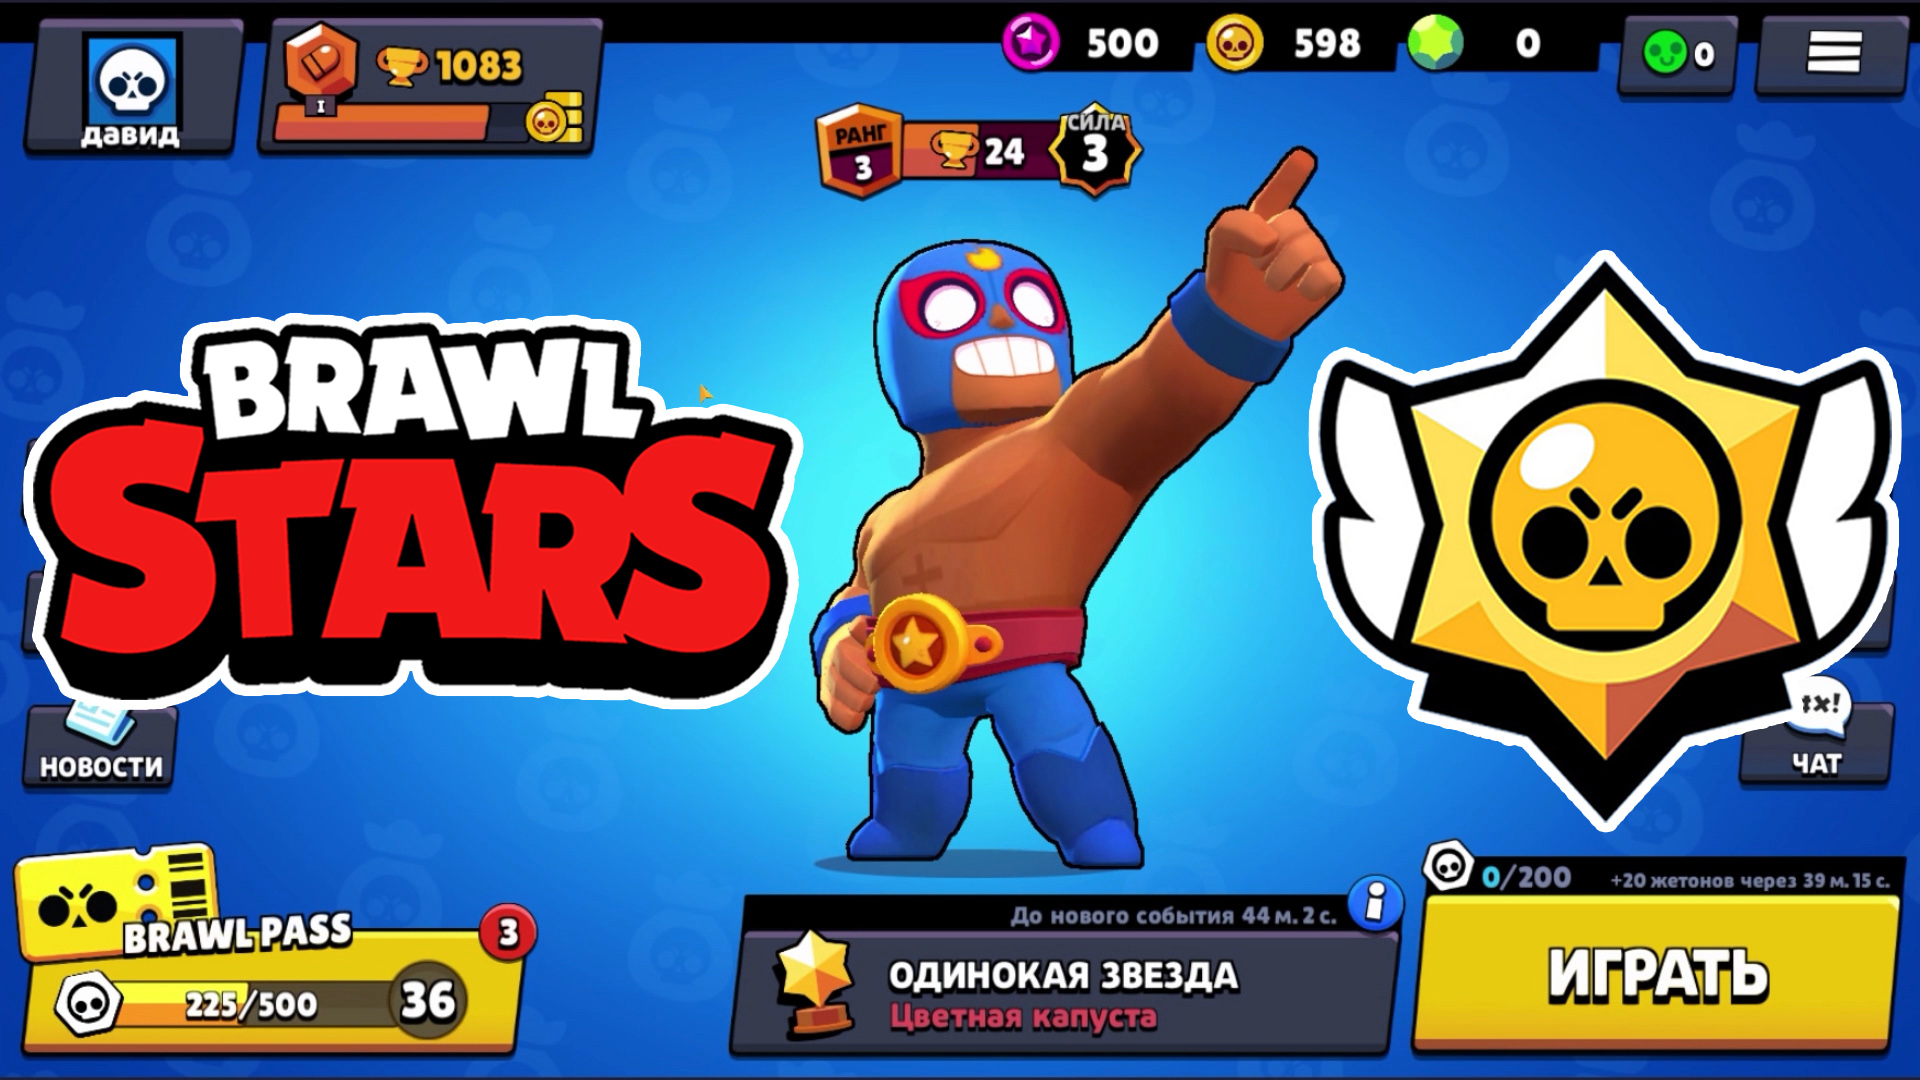 давид
I
1083
500
598
0
0
РАНГ
3
24
СИЛА
3
BRAWL
STARS
НОВОСТИ
ЧАТ
BRAWL PASS
3
225/500
36
До нового события 44 м. 2 с.
i
ОДИНОКАЯ ЗВЕЗДА
Цветная капуста
0/200
+20 жетонов через 39 м. 15 с.
ИГРАТЬ